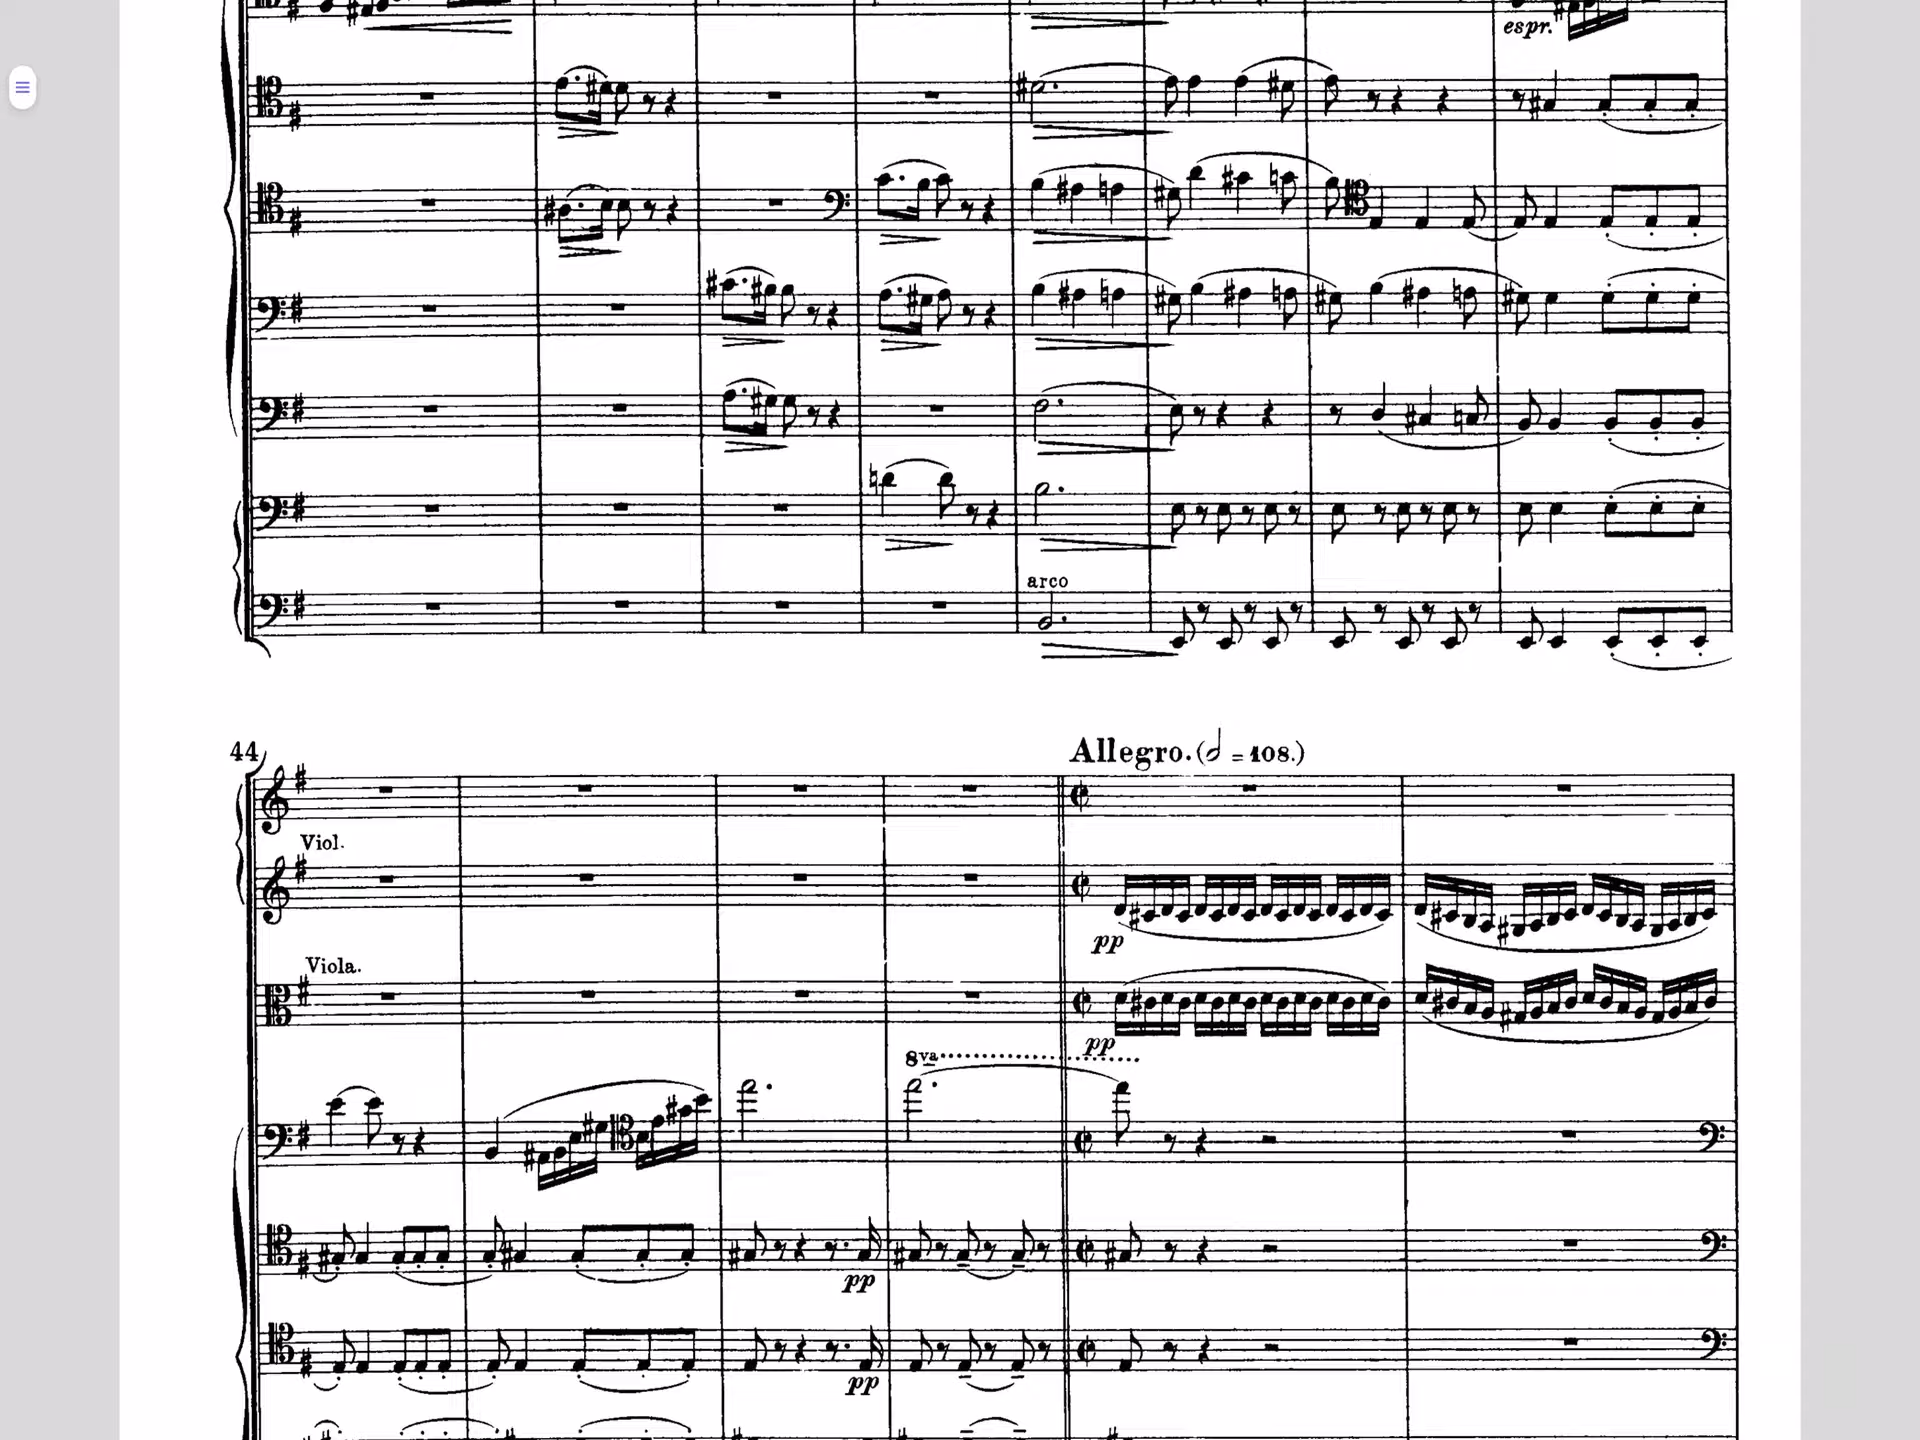 espr.
arco
44
Allegro. (𝅗𝅥 = 108.)
Viol.
pp
Viola.
pp
8va
pp
pp